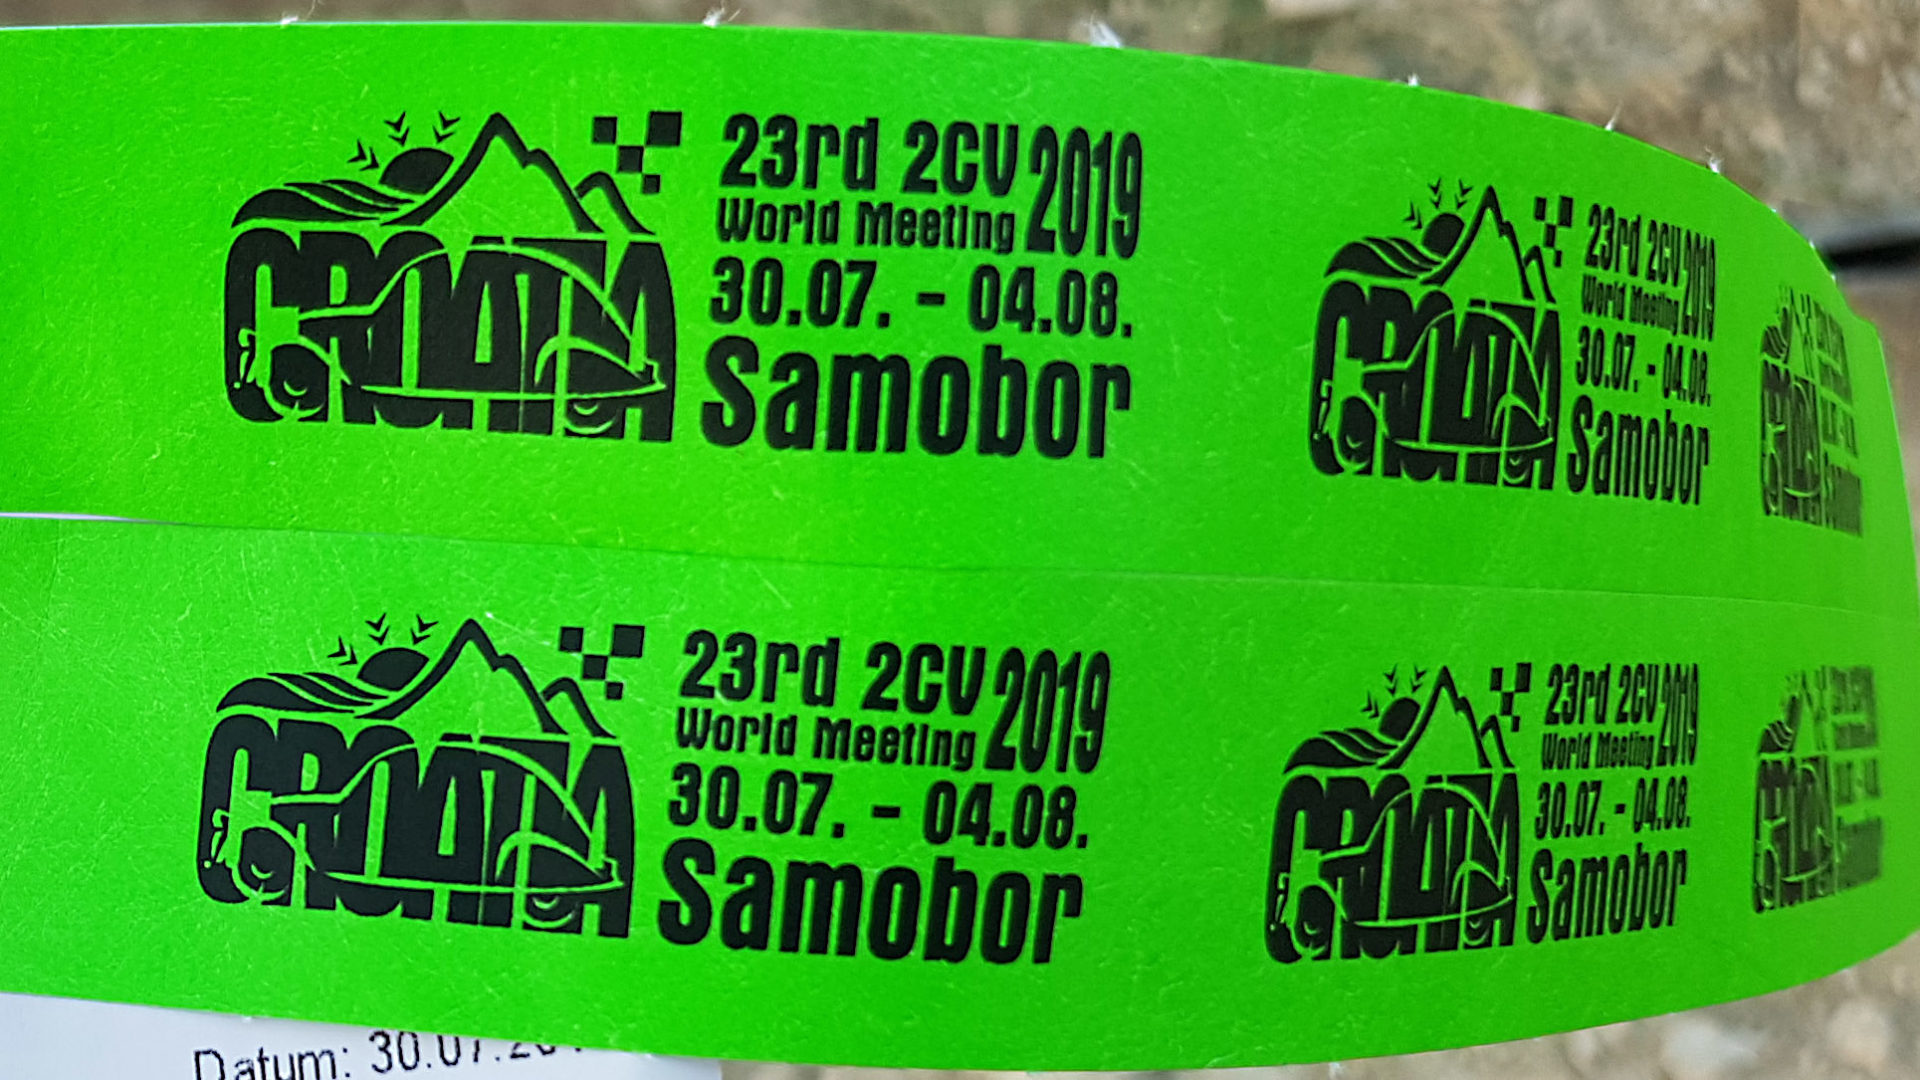 CROATIA
23rd 2CV 2019
World Meeting
30.07. - 04.08.
Samobor
CROATIA
23rd 2CV 2019
World Meeting
30.07. - 04.08.
Samobor
CROATIA
23rd 2CV 2019
World Meeting
30.07. - 04.08.
Samobor
CROATIA
23rd 2CV 2019
World Meeting
30.07. - 04.08.
Samobor
Datum: 30.07.